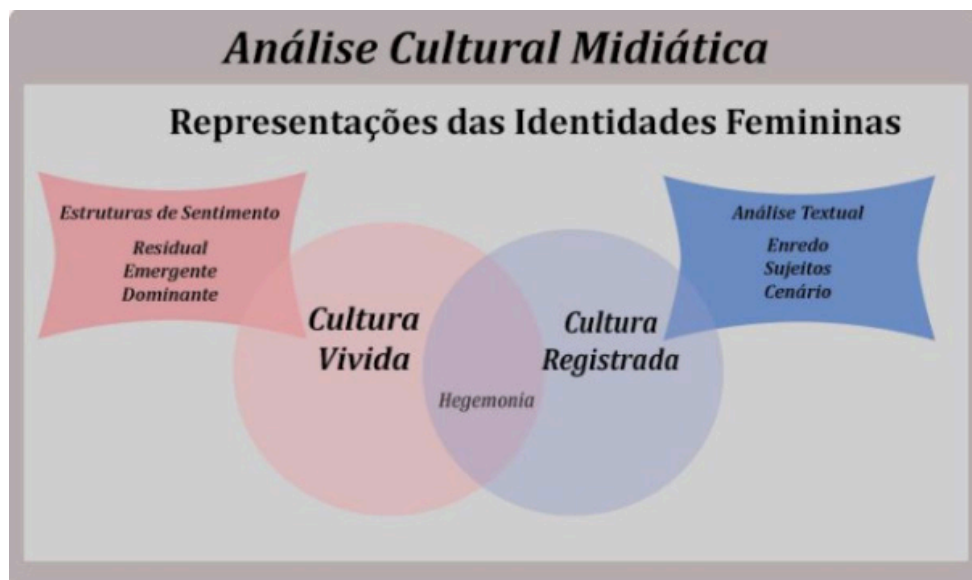 Análise Cultural Midiática
Representações das Identidades Femininas
Estruturas de Sentimento
Residual
Emergente
Dominante
Análise Textual
Enredo
Sujeitos
Cenário
Cultura
Vivida
Cultura
Registrada
Hegemonia